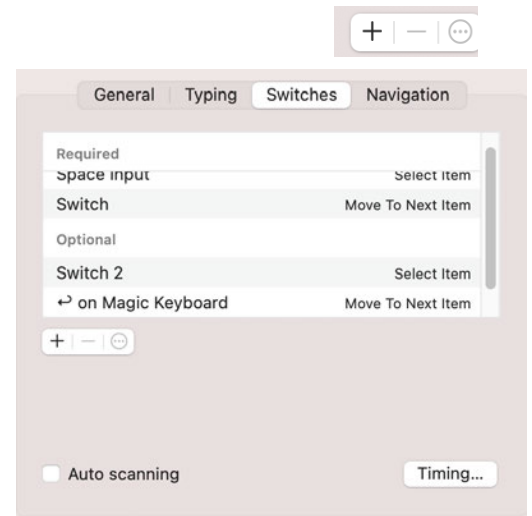 General Typing Switches Navigation
Required
Space Input Select Item
Switch Move To Next Item
Optional
Switch 2 Select Item
↩ on Magic Keyboard Move To Next Item
Auto scanning Timing...